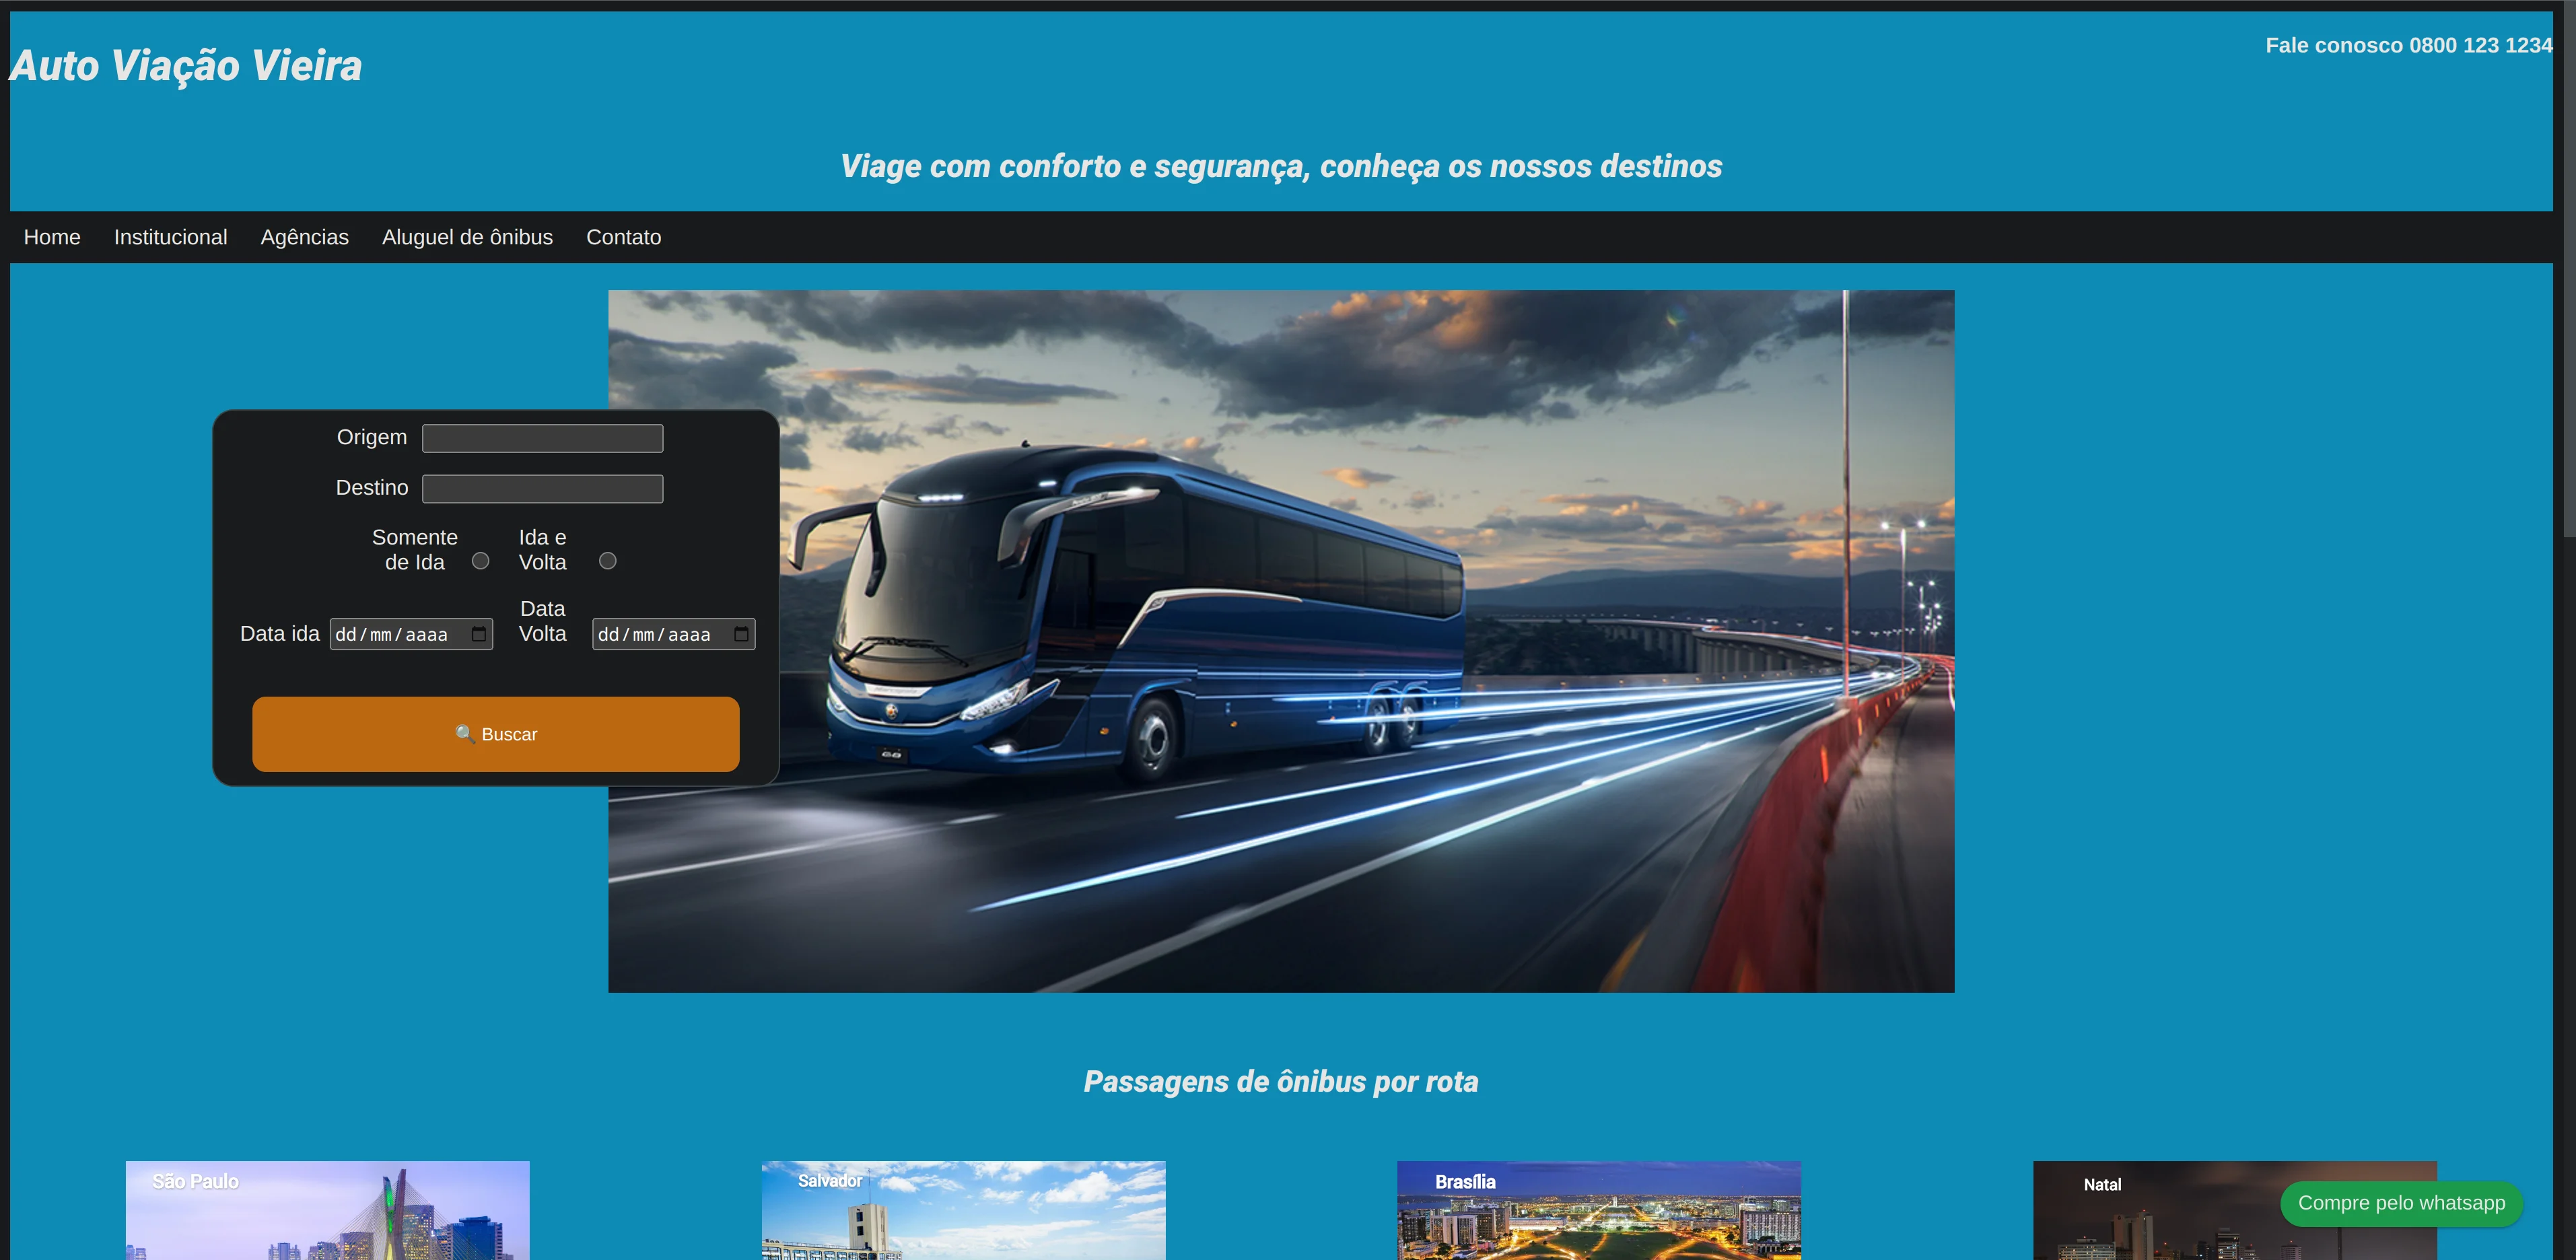 Auto Viação Vieira
Fale conosco 0800 123 1234
Viage com conforto e segurança, conheça os nossos destinos
Home Institucional Agências Aluguel de ônibus Contato
Origem
Destino
Somente de Ida
Ida e Volta
Data ida dd/mm/aaaa
Data Volta dd/mm/aaaa
Buscar
Passagens de ônibus por rota
São Paulo
Salvador
Brasília
Natal
Compre pelo whatsapp